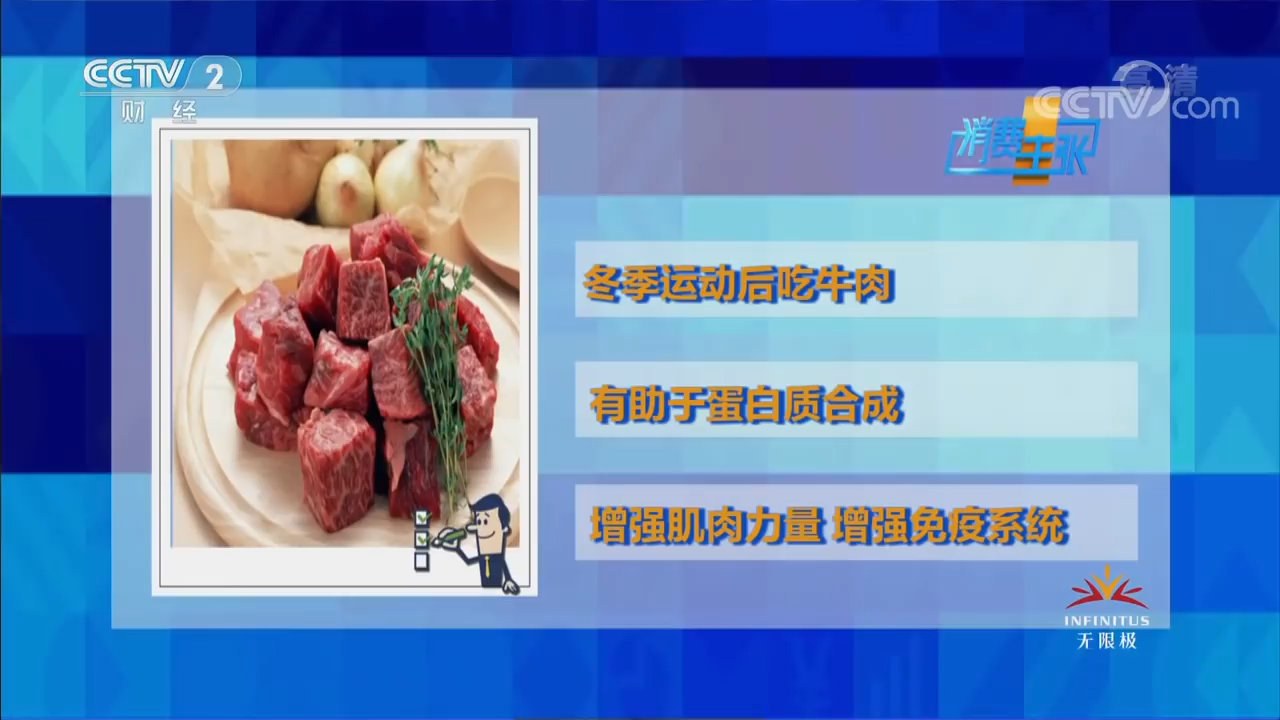 CCTV 2
财经
高清
CCTV.com
消费主张
冬季运动后吃牛肉
有助于蛋白质合成
增强肌肉力量 增强免疫系统
INFINITUS
无限极